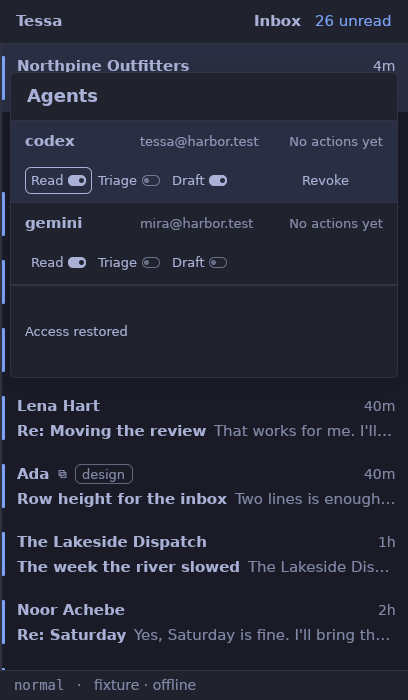 Tessa Inbox 26 unread
Northpine Outfitters 4m
Agents
codex tessa@harbor.test No actions yet
Read Triage Draft Revoke
gemini mira@harbor.test No actions yet
Read Triage Draft
Access restored
Lena Hart 40m
Re: Moving the review That works for me. I'll...
Ada design 40m
Row height for the inbox Two lines is enough...
The Lakeside Dispatch 1h
The week the river slowed The Lakeside Dis...
Noor Achebe 2h
Re: Saturday Yes, Saturday is fine. I'll bring th...
normal · fixture · offline